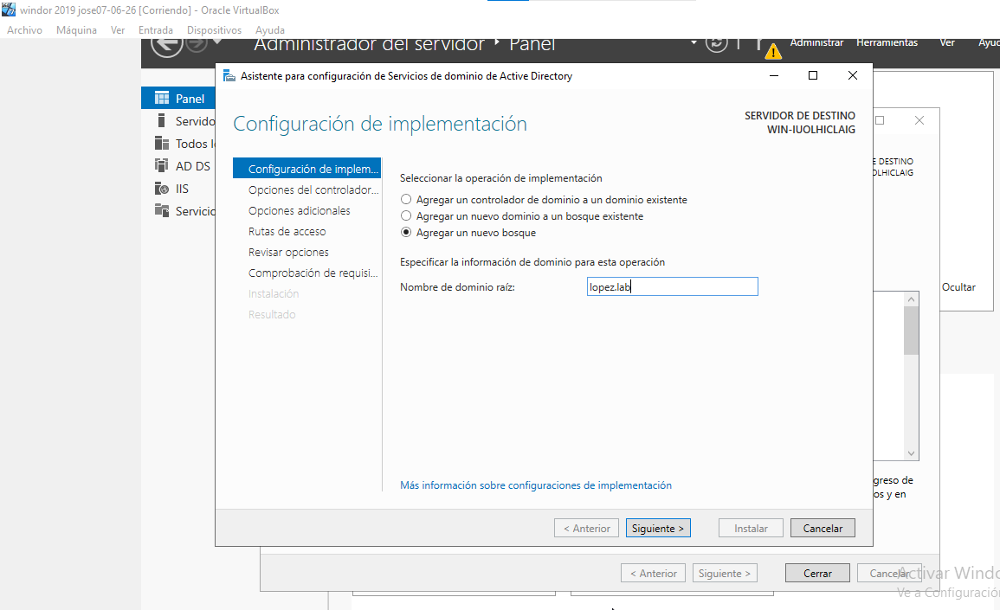 windor 2019 jose07-06-26 [Corriendo] - Oracle VirtualBox
Archivo Máquina Ver Entrada Dispositivos Ayuda
Administrador del servidor Panel
Administrar Herramientas Ver
Asistente para configuración de Servicios de dominio de Active Directory
Panel
Servido
Todos l
AD DS
IIS
Servicio
Configuración de implementación
SERVIDOR DE DESTINO
WIN-IUOLHICLAIG
E DESTINO
OLHICLAIG
Configuración de implem...
Opciones del controlador...
Opciones adicionales
Rutas de acceso
Revisar opciones
Comprobación de requisi...
Instalación
Resultado
Seleccionar la operación de implementación
Agregar un controlador de dominio a un dominio existente
Agregar un nuevo dominio a un bosque existente
Agregar un nuevo bosque
Especificar la información de dominio para esta operación
Nombre de dominio raíz: lopez.lab
Ocultar
greso de
os y en
Más información sobre configuraciones de implementación
< Anterior Siguiente > Instalar Cancelar
< Anterior Siguiente > Cerrar Cancelar
Activar Windo
Ve a Configuración